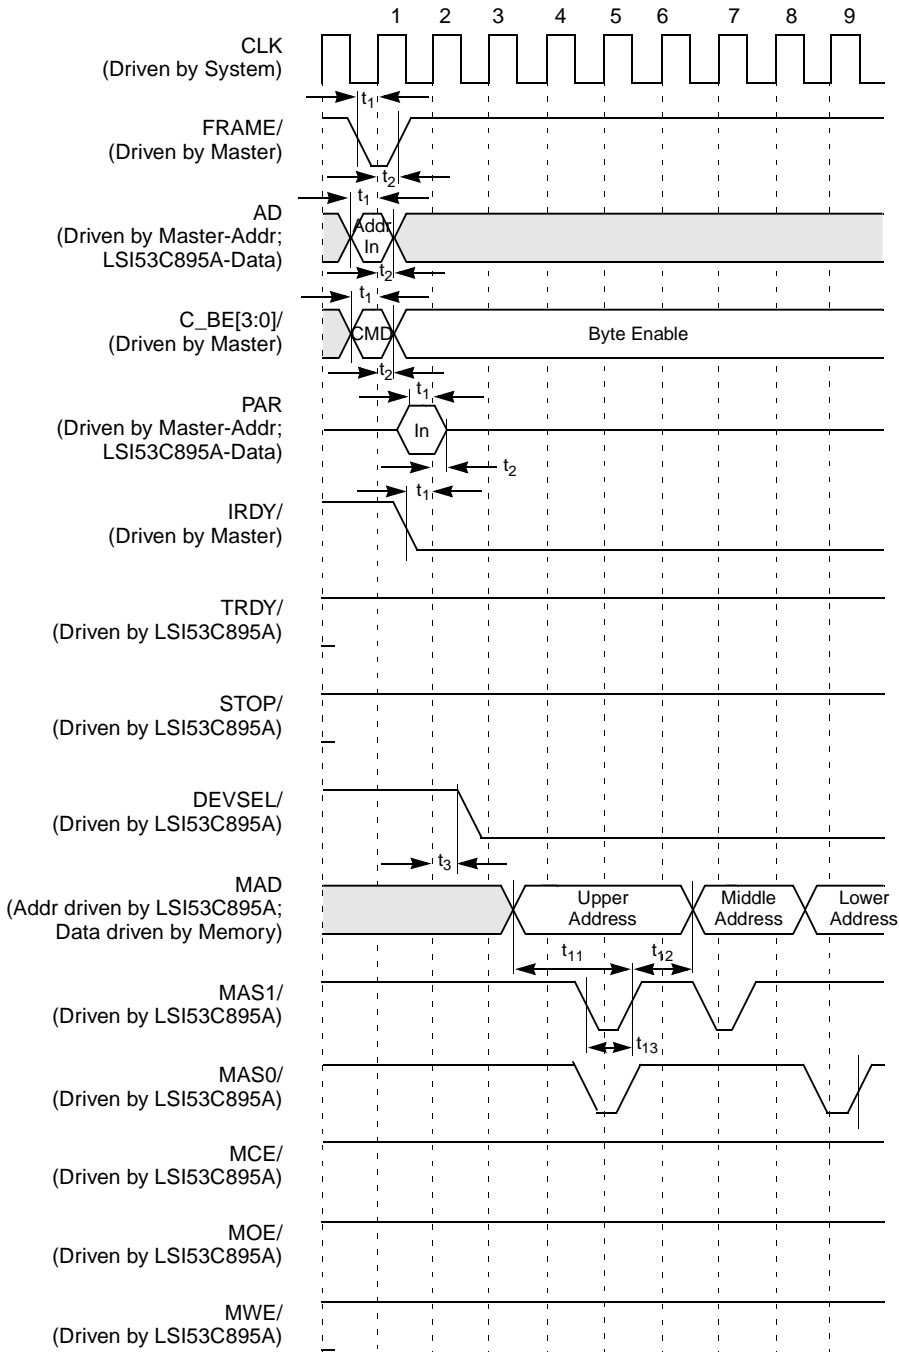 1 2 3 4 5 6 7 8 9
CLK
(Driven by System)
t1
FRAME/
(Driven by Master)
t2
t1
AD
(Driven by Master-Addr;
LSI53C895A-Data)
Addr
In
t2
t1
C_BE[3:0]/
(Driven by Master)
CMD
Byte Enable
t2
t1
PAR
(Driven by Master-Addr;
LSI53C895A-Data)
In
t2
t1
IRDY/
(Driven by Master)
TRDY/
(Driven by LSI53C895A)
STOP/
(Driven by LSI53C895A)
DEVSEL/
(Driven by LSI53C895A)
t3
MAD
(Addr driven by LSI53C895A;
Data driven by Memory)
Upper
Address
Middle
Address
Lower
Address
t11 t12
MAS1/
(Driven by LSI53C895A)
t13
MAS0/
(Driven by LSI53C895A)
MCE/
(Driven by LSI53C895A)
MOE/
(Driven by LSI53C895A)
MWE/
(Driven by LSI53C895A)